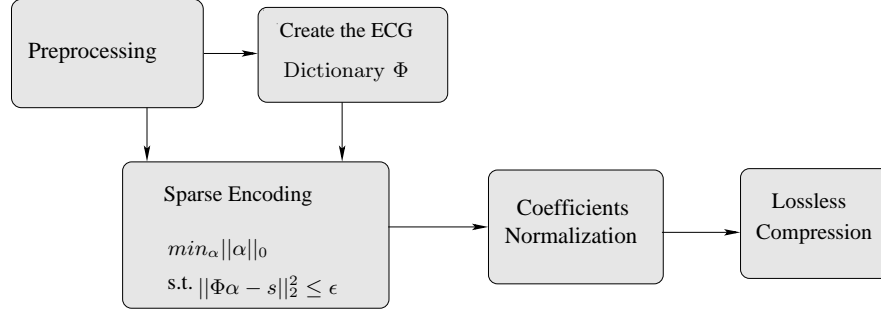 Preprocessing
Create the ECG
Dictionary Φ
Sparse Encoding
min_α||α||_0
s.t. ||Φα − s||_2^2 ≤ ϵ
Coefficients
Normalization
Lossless
Compression